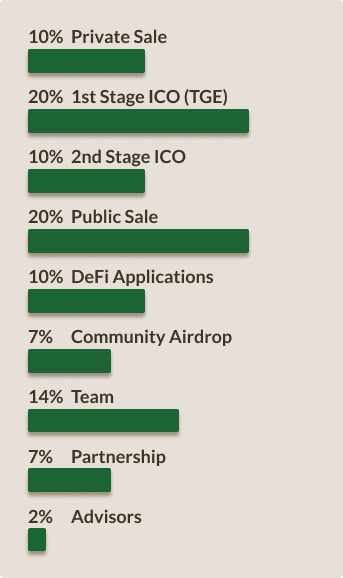 10% Private Sale
20% 1st Stage ICO (TGE)
10% 2nd Stage ICO
20% Public Sale
10% DeFi Applications
7% Community Airdrop
14% Team
7% Partnership
2% Advisors